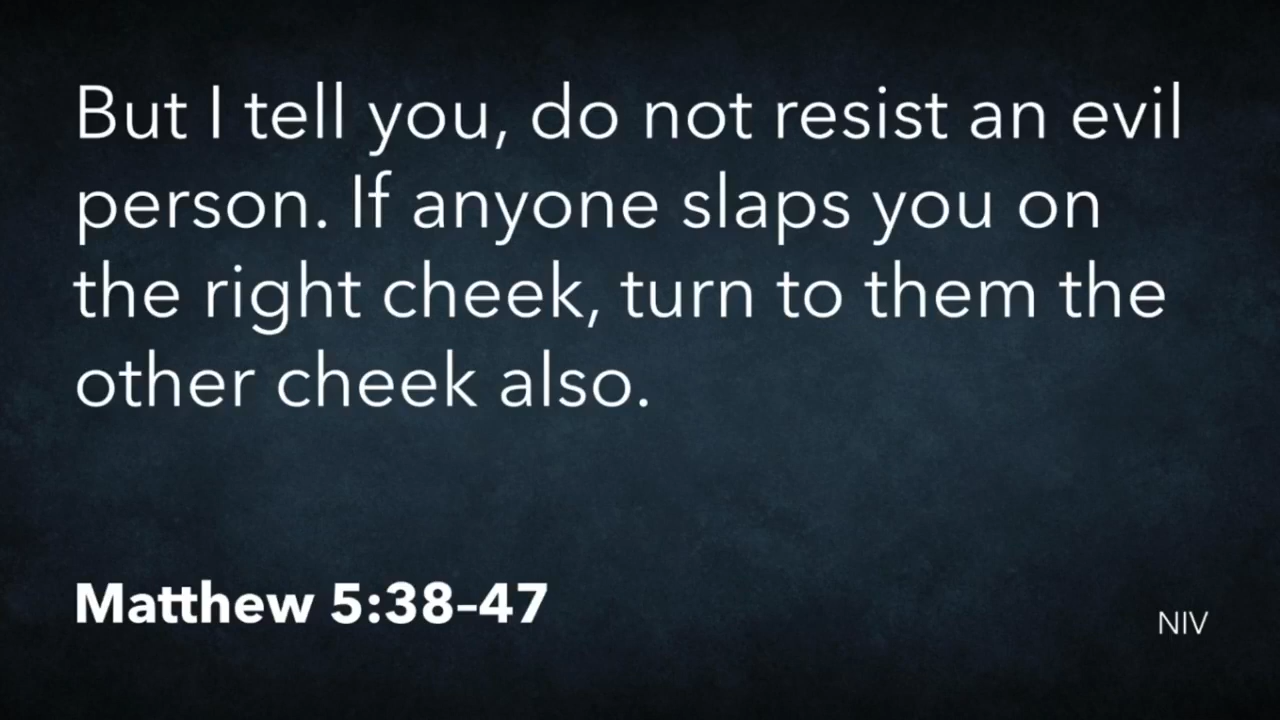 But I tell you, do not resist an evil
person. If anyone slaps you on
the right cheek, turn to them the
other cheek also.
Matthew 5:38–47
NIV